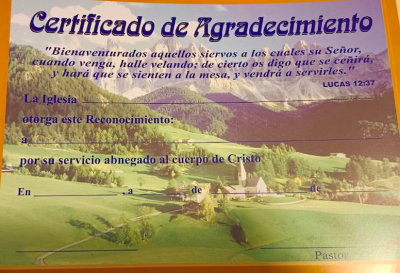 Certificado de Agradecimiento
"Bienaventurados aquellos siervos a los cuales su Señor,
cuando venga, halle velando; de cierto os digo que se ceñirá,
y hará que se sienten a la mesa, y vendrá a servirles."
LUCAS 12:37
La Iglesia
otorga este Reconocimiento:
a
por su servicio abnegado al cuerpo de Cristo
En , a de de
Pastor